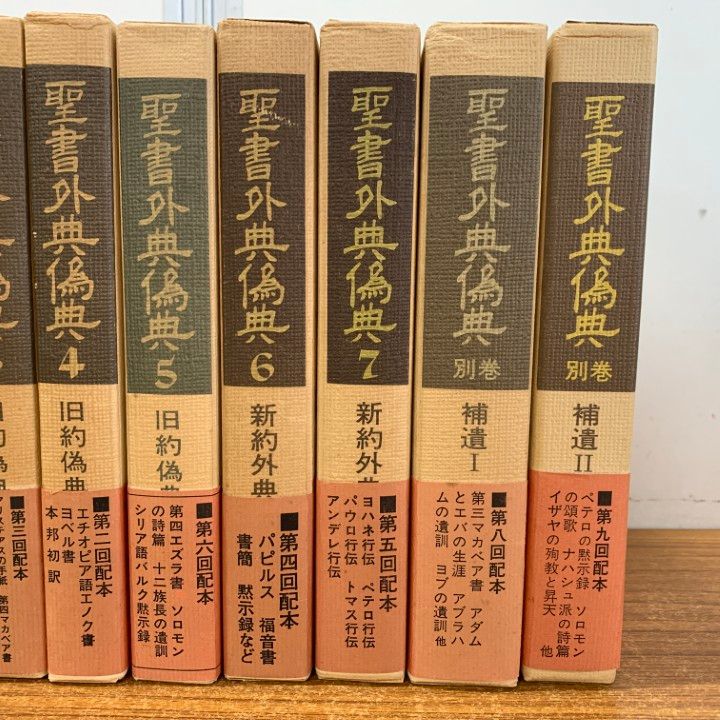 聖書外典偽典
4
旧約偽典
■第二回配本
エチオピア語エノク書
ヨベル書
本邦初訳
聖書外典偽典
5
旧約偽典
■第六回配本
第四エズラ書 ソロモン
の詩篇 十二族長の遺訓
シリア語バルク黙示録
聖書外典偽典
6
新約外典
■第四回配本
パピルス 福音書
書簡 黙示録など
聖書外典偽典
7
新約外典
■第五回配本
ヨハネ行伝 ペテロ行伝
パウロ行伝 トマス行伝
アンデレ行伝
聖書外典偽典
別巻
補遺Ⅰ
■第八回配本
第三マカベア書 アダム
とエバの生涯 アブラハ
ムの遺訓 ヨブの遺訓 他
聖書外典偽典
別巻
補遺Ⅱ
■第九回配本
ペテロの黙示録 ソロモン
の頌歌 ナハシュ派の詩篇
イザヤの殉教と昇天 他
■第三回配本
アリステアスの手紙 第四マカベア書